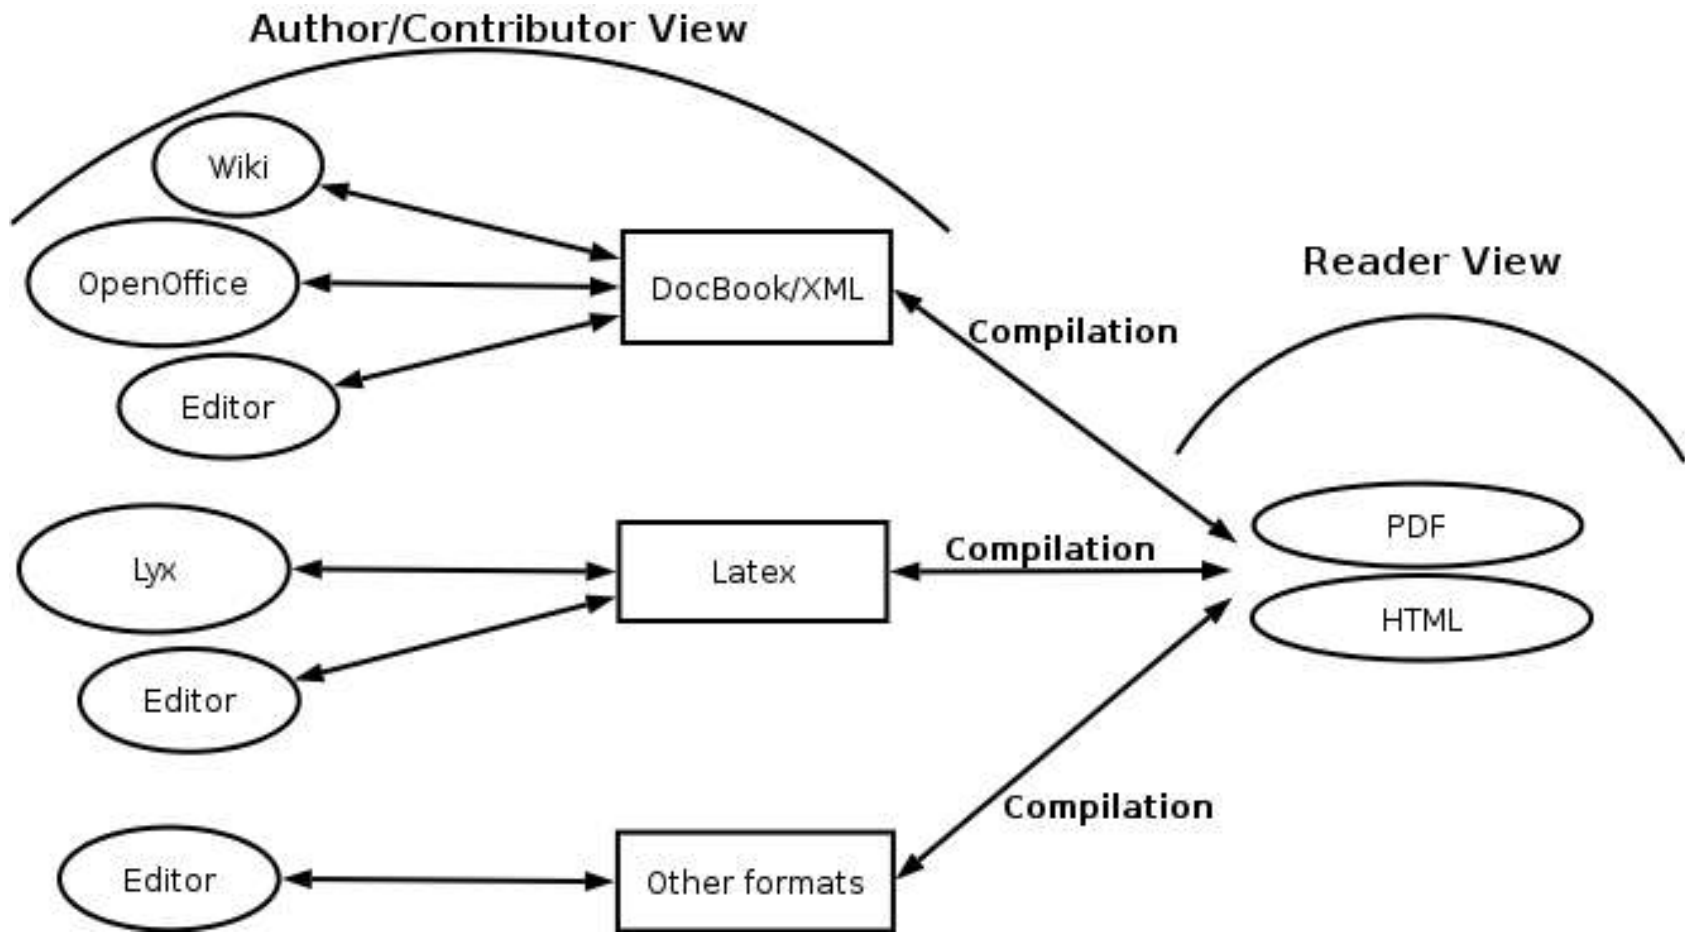 Author/Contributor View
Wiki
OpenOffice
DocBook/XML
Editor
Compilation
Reader View
Lyx
Latex
Compilation
PDF
HTML
Editor
Compilation
Editor
Other formats